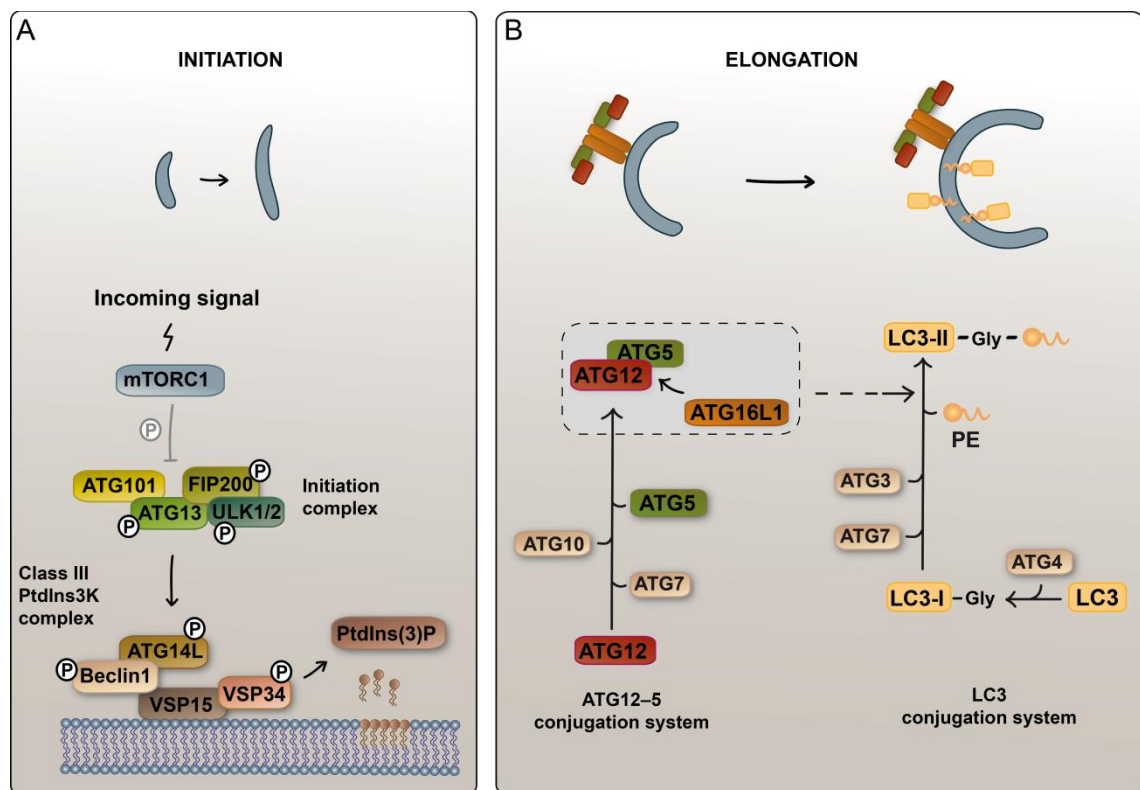 A
INITIATION
Incoming signal
mTORC1
P
ATG101
FIP200
P
ATG13
ULK1/2
P
P
Initiation
complex
Class III
PtdIns3K
complex
P
ATG14L
P
Beclin1
VSP15
VSP34
P
PtdIns(3)P
B
ELONGATION
ATG5
ATG12
ATG16L1
ATG5
ATG10
ATG7
ATG12
ATG12–5
conjugation system
LC3-II
Gly
PE
ATG3
ATG7
ATG4
LC3-I
Gly
LC3
LC3
conjugation system